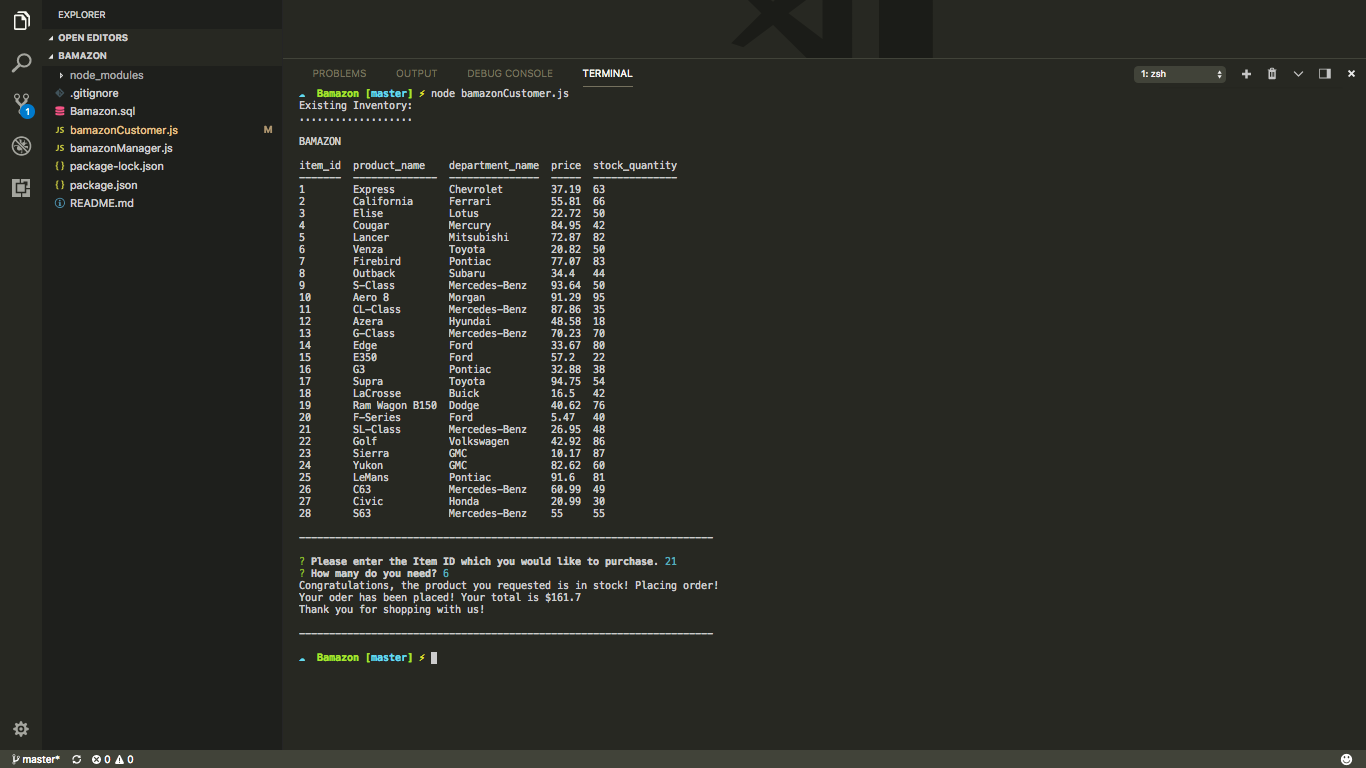 EXPLORER
OPEN EDITORS
BAMAZON
node_modules
.gitignore
Bamazon.sql
JS bamazonCustomer.js M
JS bamazonManager.js
{} package-lock.json
{} package.json
README.md
1
PROBLEMS OUTPUT DEBUG CONSOLE TERMINAL 1: zsh
Bamazon [master] ⚡ node bamazonCustomer.js
Existing Inventory:
...................
BAMAZON
item_id product_name department_name price stock_quantity
------- -------------- --------------- ----- --------------
1 Express Chevrolet 37.19 63
2 California Ferrari 55.81 66
3 Elise Lotus 22.72 50
4 Cougar Mercury 84.95 42
5 Lancer Mitsubishi 72.87 82
6 Venza Toyota 20.82 50
7 Firebird Pontiac 77.07 83
8 Outback Subaru 34.4 44
9 S-Class Mercedes-Benz 93.64 50
10 Aero 8 Morgan 91.29 95
11 CL-Class Mercedes-Benz 87.86 35
12 Azera Hyundai 48.58 18
13 G-Class Mercedes-Benz 70.23 70
14 Edge Ford 33.67 80
15 E350 Ford 57.2 22
16 G3 Pontiac 32.88 38
17 Supra Toyota 94.75 54
18 LaCrosse Buick 16.5 42
19 Ram Wagon B150 Dodge 40.62 76
20 F-Series Ford 5.47 40
21 SL-Class Mercedes-Benz 26.95 48
22 Golf Volkswagen 42.92 86
23 Sierra GMC 10.17 87
24 Yukon GMC 82.62 60
25 LeMans Pontiac 91.6 81
26 C63 Mercedes-Benz 60.99 49
27 Civic Honda 20.99 30
28 S63 Mercedes-Benz 55 55
---------------------------------------------------------------------
? Please enter the Item ID which you would like to purchase. 21
? How many do you need? 6
Congratulations, the product you requested is in stock! Placing order!
Your oder has been placed! Your total is $161.7
Thank you for shopping with us!
---------------------------------------------------------------------
Bamazon [master] ⚡
master* 0 0